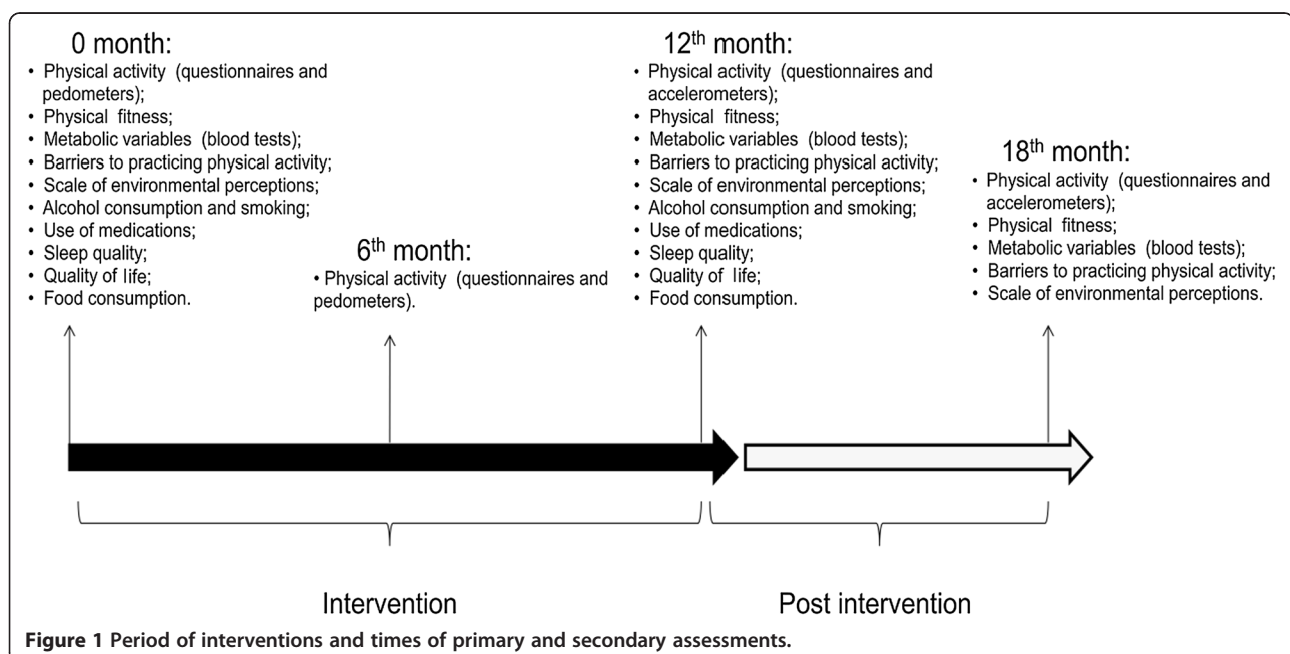 0 month:
• Physical activity (questionnaires and
pedometers);
• Physical fitness;
• Metabolic variables (blood tests);
• Barriers to practicing physical activity;
• Scale of environmental perceptions;
• Alcohol consumption and smoking;
• Use of medications;
• Sleep quality;
• Quality of life;
• Food consumption.
6th month:
• Physical activity (questionnaires and
pedometers).
12th month:
• Physical activity (questionnaires and
accelerometers);
• Physical fitness;
• Metabolic variables (blood tests);
• Barriers to practicing physical activity;
• Scale of environmental perceptions;
• Alcohol consumption and smoking;
• Use of medications;
• Sleep quality;
• Quality of life;
• Food consumption.
18th month:
• Physical activity (questionnaires and
accelerometers);
• Physical fitness;
• Metabolic variables (blood tests);
• Barriers to practicing physical activity;
• Scale of environmental perceptions.
Intervention
Post intervention
Figure 1 Period of interventions and times of primary and secondary assessments.